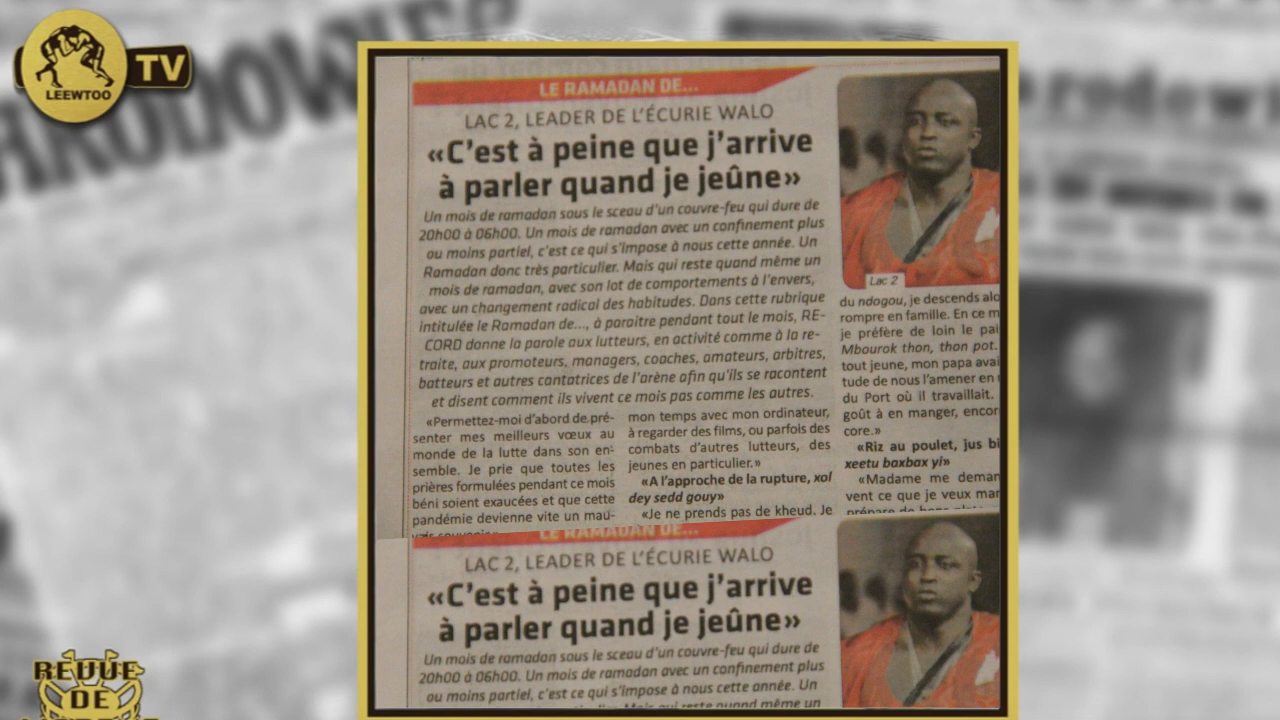 LEEWTOO
TV
LE RAMADAN DE...
LAC 2, LEADER DE L'ÉCURIE WALO
«C'est à peine que j'arrive
à parler quand je jeûne»
Un mois de ramadan sous le sceau d'un couvre-feu qui dure de
20h00 à 06h00. Un mois de ramadan avec un confinement plus
ou moins partiel, c'est ce qui s'impose à nous cette année. Un
Ramadan donc très particulier. Mais qui reste quand même un
mois de ramadan, avec son lot de comportements à l'envers,
avec un changement radical des habitudes. Dans cette rubrique
intitulée le Ramadan de..., à paraitre pendant tout le mois, RE-
CORD donne la parole aux lutteurs, en activité comme à la re-
traite, aux promoteurs, managers, coaches, amateurs, arbitres,
batteurs et autres cantatrices de l'arène afin qu'ils se racontent
et disent comment ils vivent ce mois pas comme les autres.
«Permettez-moi d'abord de pré-
senter mes meilleurs vœux au
monde de la lutte dans son en-
semble. Je prie que toutes les
prières formulées pendant ce mois
béni soient exaucées et que cette
pandémie devienne vite un mau-
mon temps avec mon ordinateur,
à regarder des films, ou parfois des
combats d'autres lutteurs, des
jeunes en particulier.»
«A l'approche de la rupture, xol
dey sedd gouy»
«Je ne prends pas de kheud. Je
Lac 2
du ndogou, je descends alo
rompre en famille. En ce m
je préfère de loin le pai
Mbourok thon, thon pot.
tout jeune, mon papa avai
tude de nous l'amener en
du Port où il travaillait.
goût à en manger, encor
core.»
«Riz au poulet, jus bi
xeetu baxbax yi»
«Madame me deman
vent ce que je veux mar
LE RAMADAN DE...
LAC 2, LEADER DE L'ÉCURIE WALO
«C'est à peine que j'arrive
à parler quand je jeûne»
Un mois de ramadan sous le sceau d'un couvre-feu qui dure de
20h00 à 06h00. Un mois de ramadan avec un confinement plus
ou moins partiel, c'est ce qui s'impose à nous cette année. Un
REVUE
DE